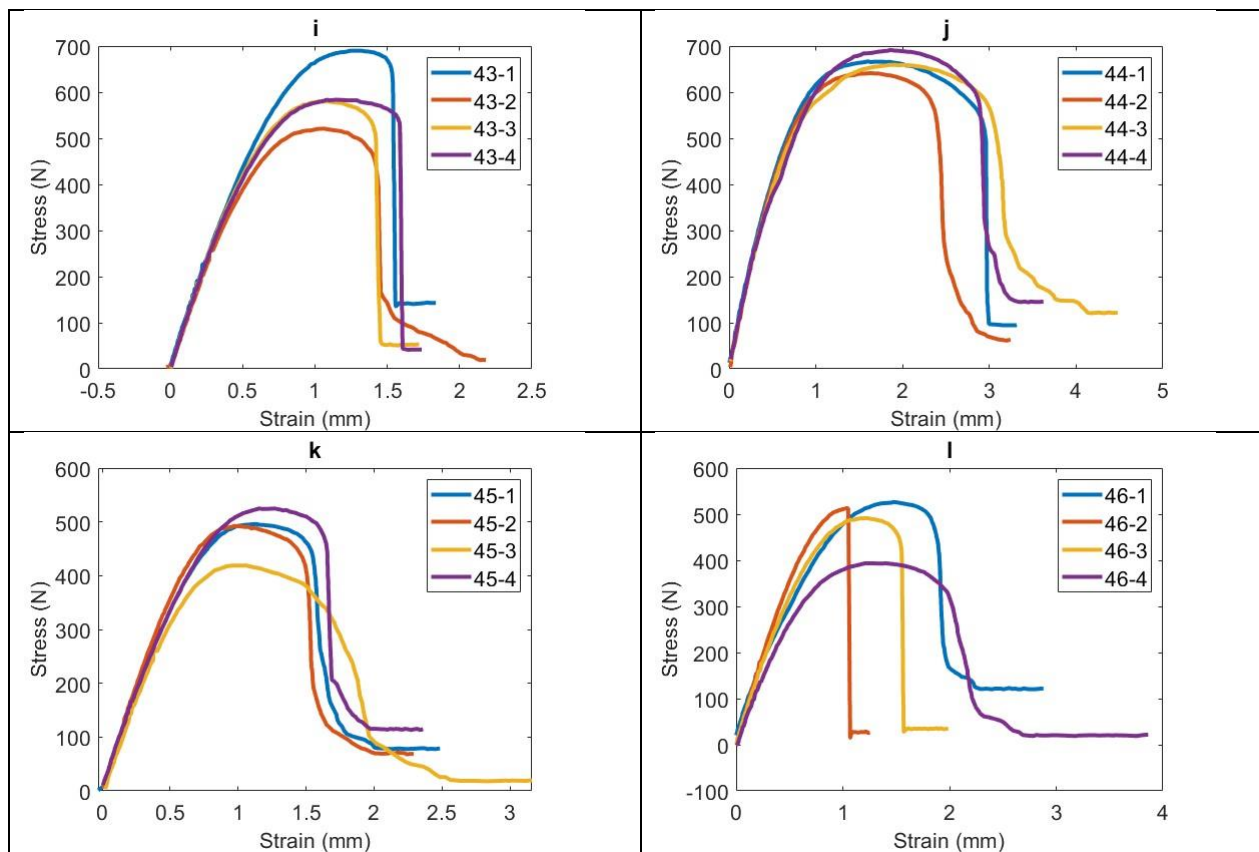 i
700
600
500
400
300
200
100
0
Stress (N)
43-1
43-2
43-3
43-4
-0.5 0 0.5 1 1.5 2 2.5
Strain (mm)
j
700
600
500
400
300
200
100
0
Stress (N)
44-1
44-2
44-3
44-4
0 1 2 3 4 5
Strain (mm)
k
600
500
400
300
200
100
0
Stress (N)
45-1
45-2
45-3
45-4
0 0.5 1 1.5 2 2.5 3
Strain (mm)
l
600
500
400
300
200
100
0
-100
Stress (N)
46-1
46-2
46-3
46-4
0 1 2 3 4
Strain (mm)